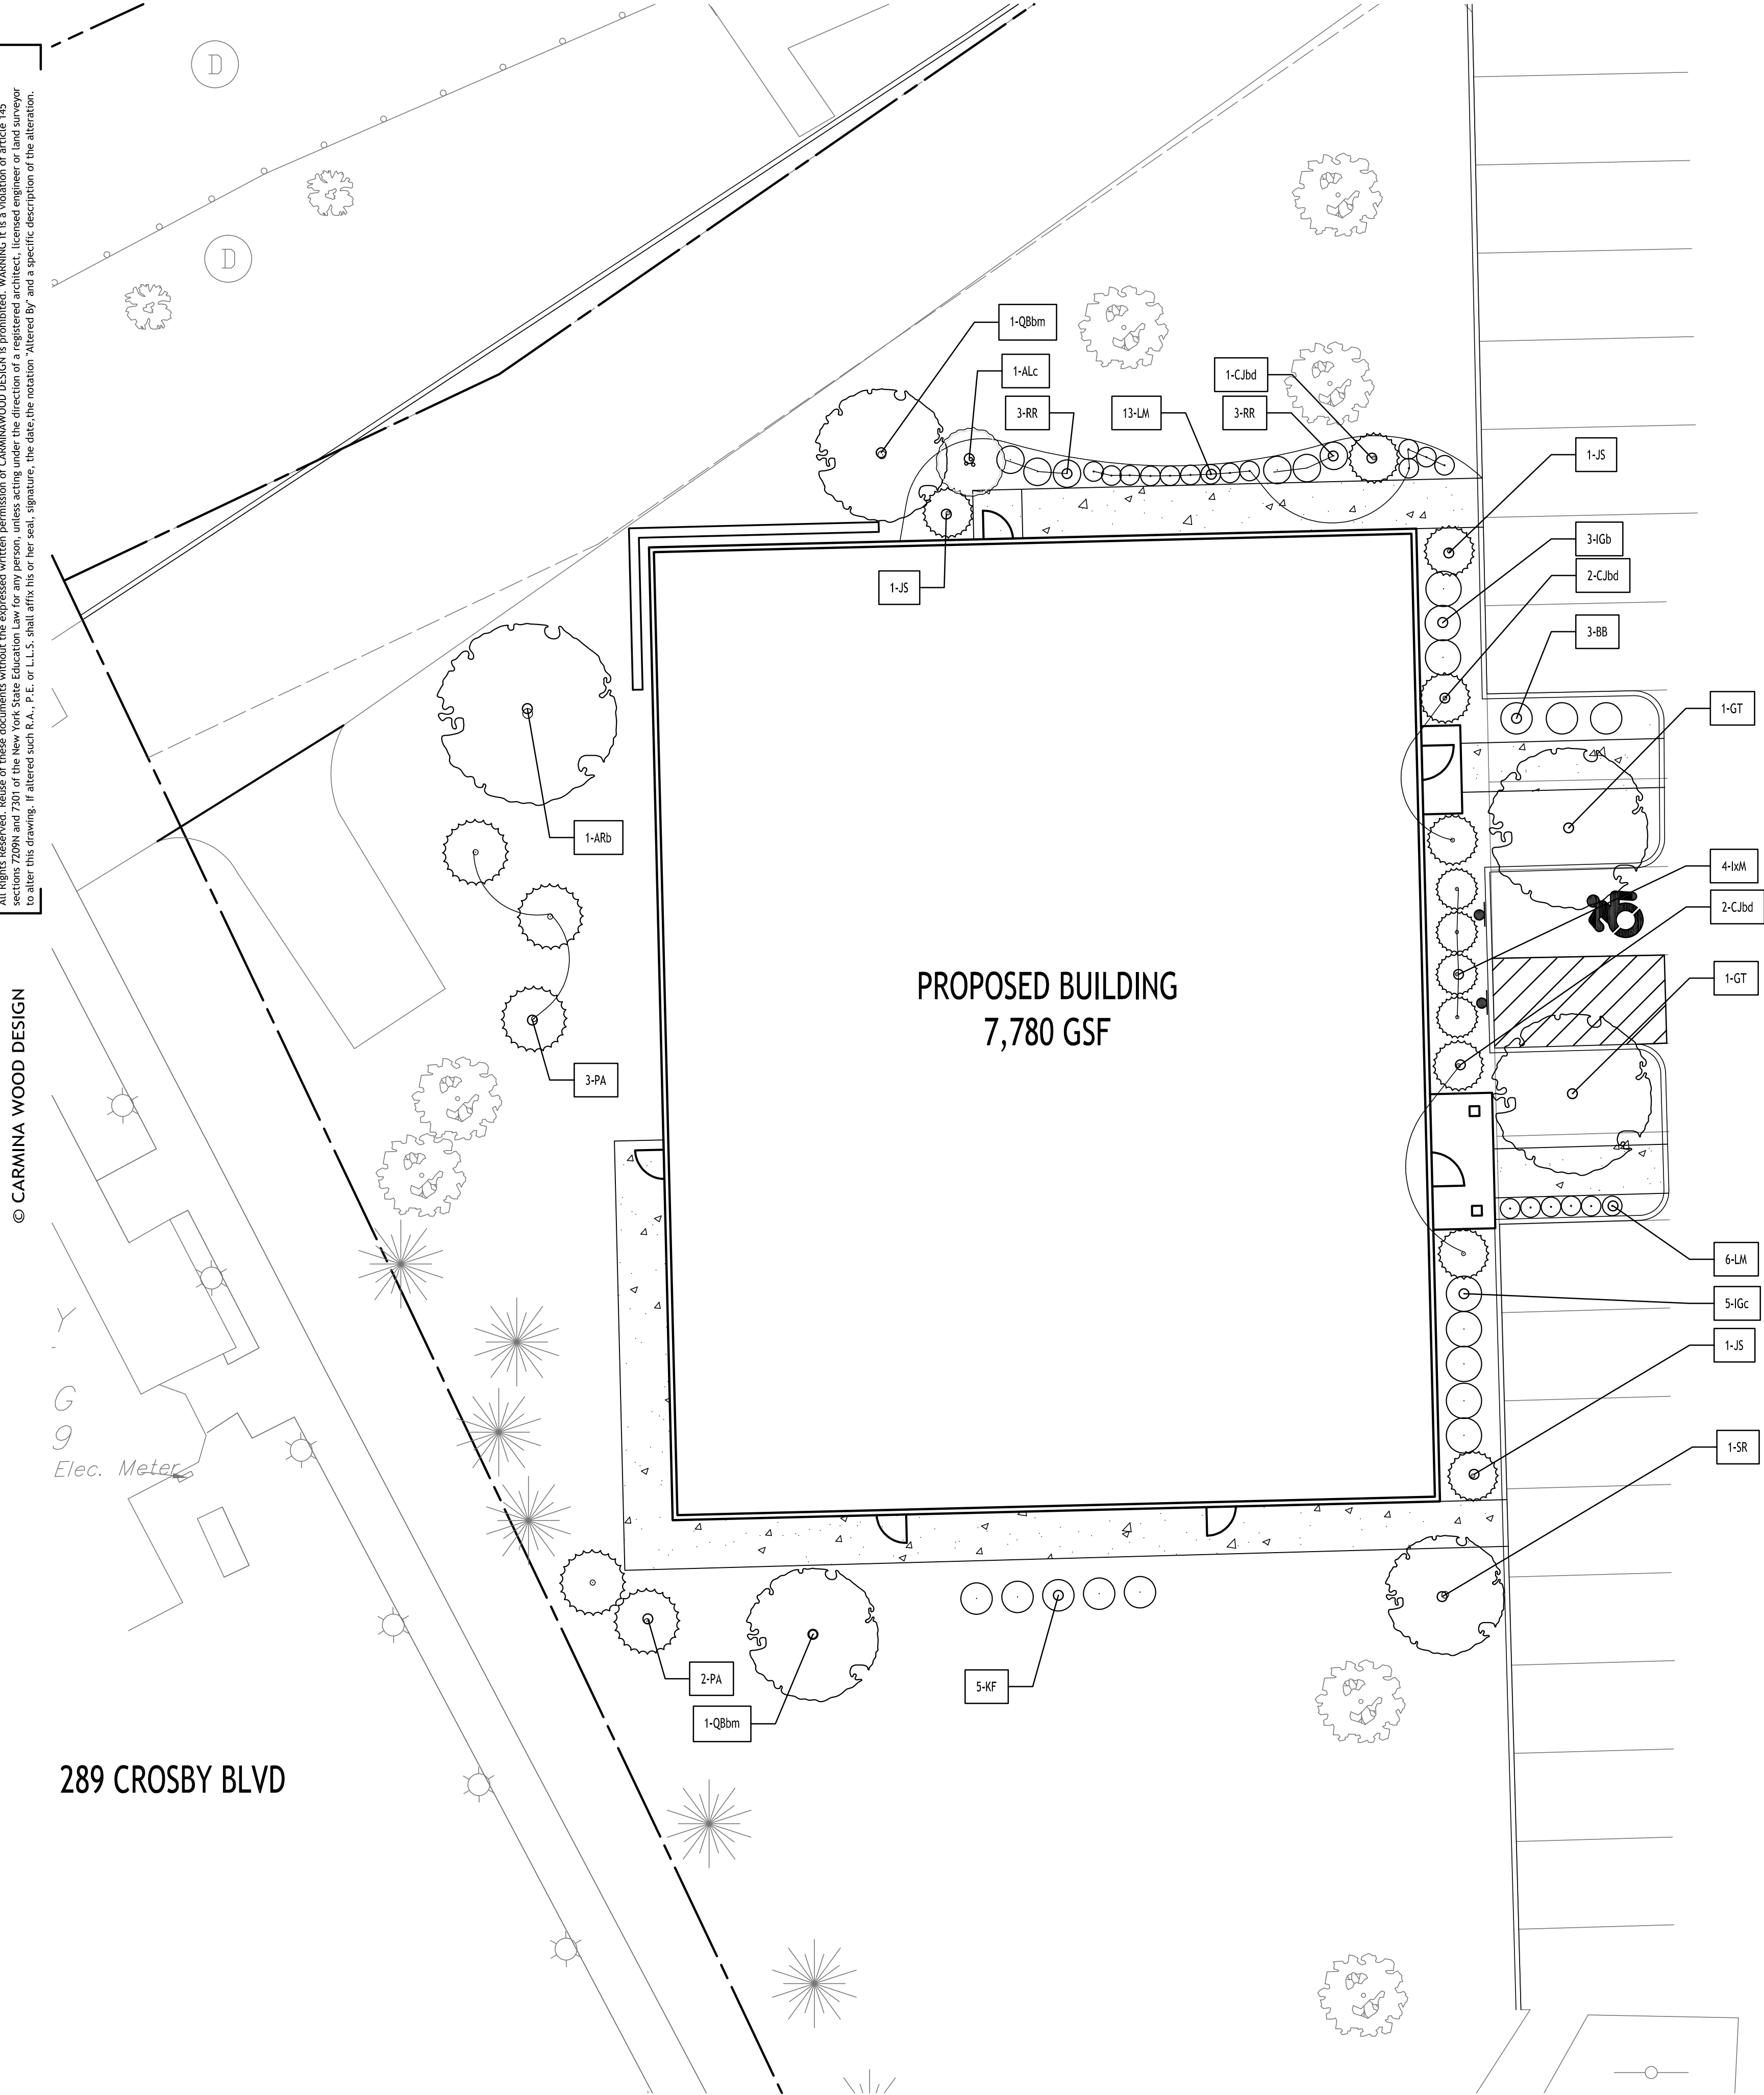 All Rights Reserved. Reuse of these documents without the expressed written permission of CARMINAWOOD DESIGN is prohibited. WARNING it is a violation of article 145
sections 7209N and 7301 of the New York State Education Law for any person, unless acting under the direction of a registered architect, licensed engineer or land surveyor
to alter this drawing. If altered such R.A., P.E. or L.L.S. shall affix his or her seal, signature, the date,the notation "Altered By" and a specific description of the alteration.
© CARMINA WOOD DESIGN
D
D
1-QBbm
1-ALc
1-CJbd
3-RR
13-LM
3-RR
1-JS
3-IGb
2-CJbd
1-JS
3-BB
1-GT
1-ARb
4-IxM
2-CJbd
1-GT
PROPOSED BUILDING
7,780 GSF
3-PA
6-LM
5-IGc
1-JS
Y
G
9
Elec. Meter
1-SR
2-PA
5-KF
1-QBbm
289 CROSBY BLVD